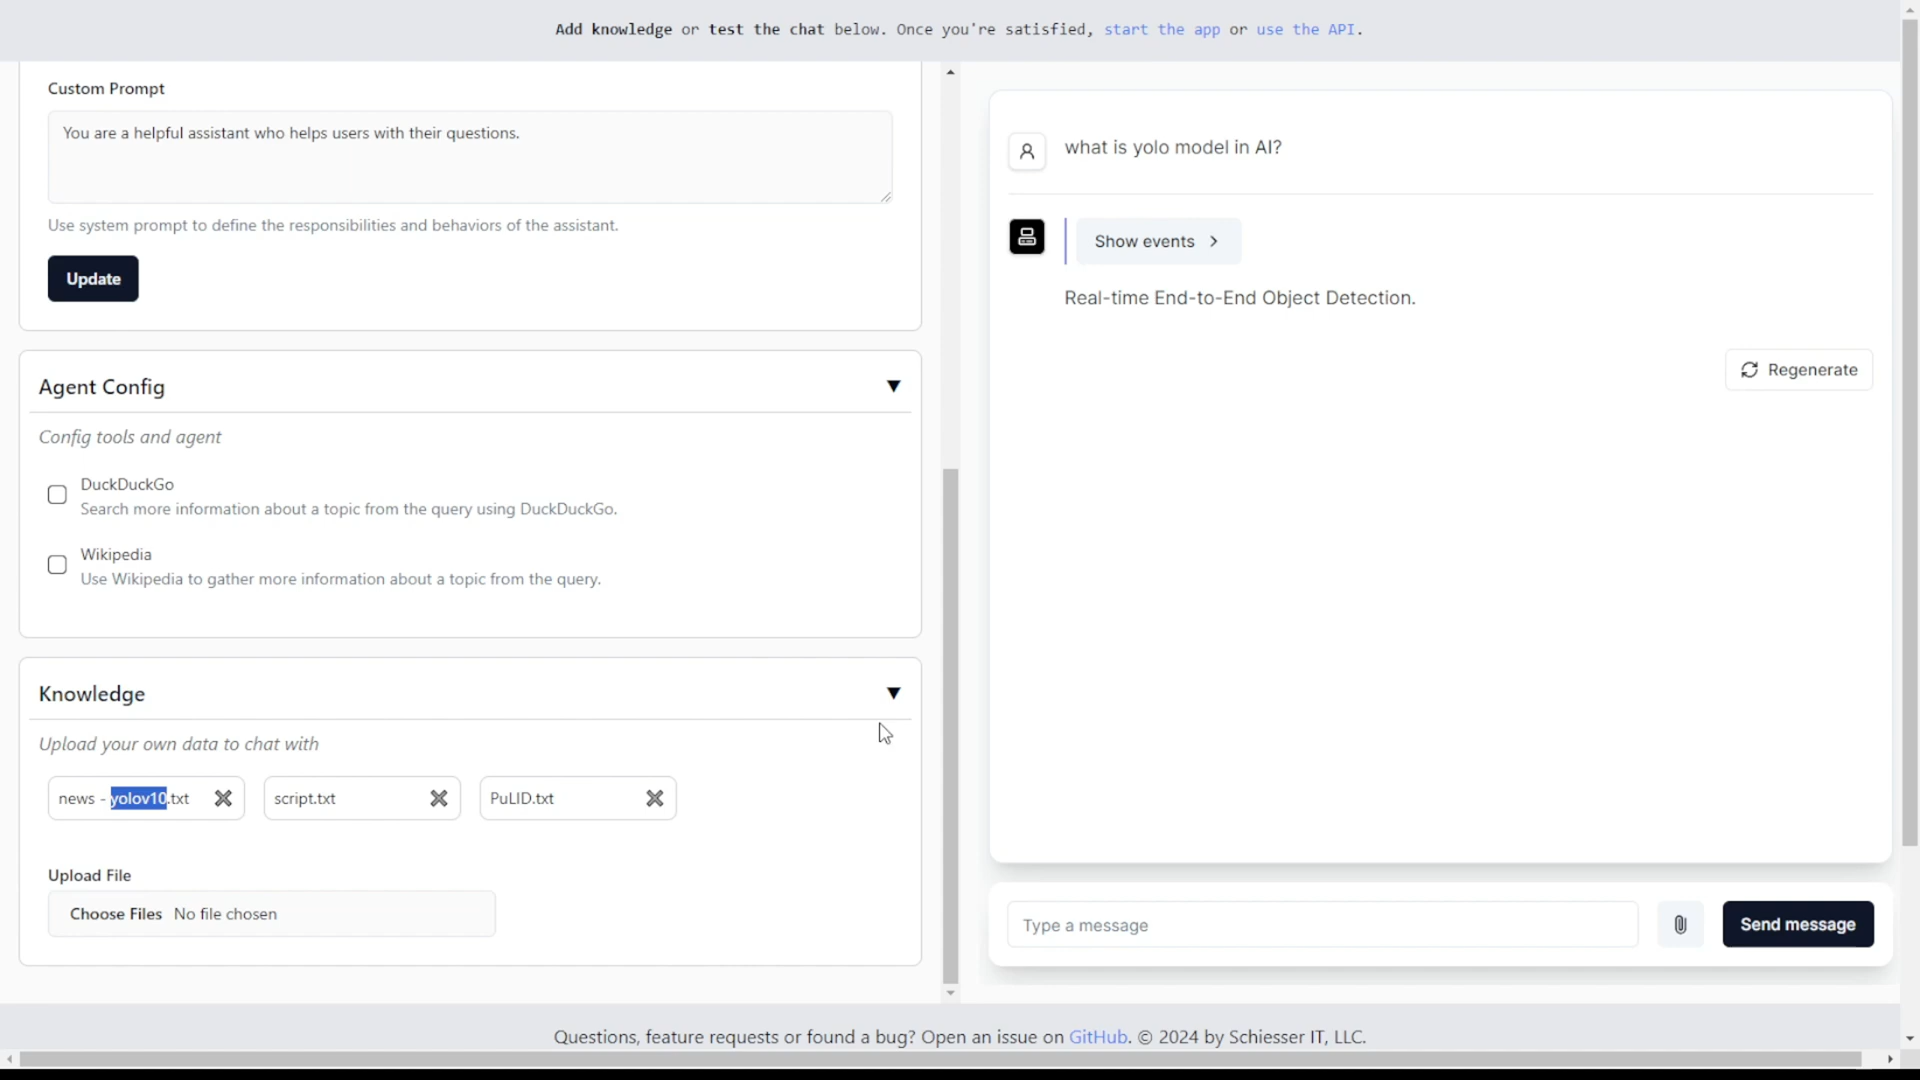 Add knowledge or test the chat below. Once you're satisfied, start the app or use the API.
Custom Prompt
You are a helpful assistant who helps users with their questions.
Use system prompt to define the responsibilities and behaviors of the assistant.
Update
Agent Config
Config tools and agent
DuckDuckGo
Search more information about a topic from the query using DuckDuckGo.
Wikipedia
Use Wikipedia to gather more information about a topic from the query.
Knowledge
Upload your own data to chat with
news - yolov10.txt
script.txt
PuLID.txt
Upload File
Choose Files No file chosen
what is yolo model in AI?
Show events
Real-time End-to-End Object Detection.
Regenerate
Type a message
Send message
Questions, feature requests or found a bug? Open an issue on GitHub. © 2024 by Schiesser IT, LLC.